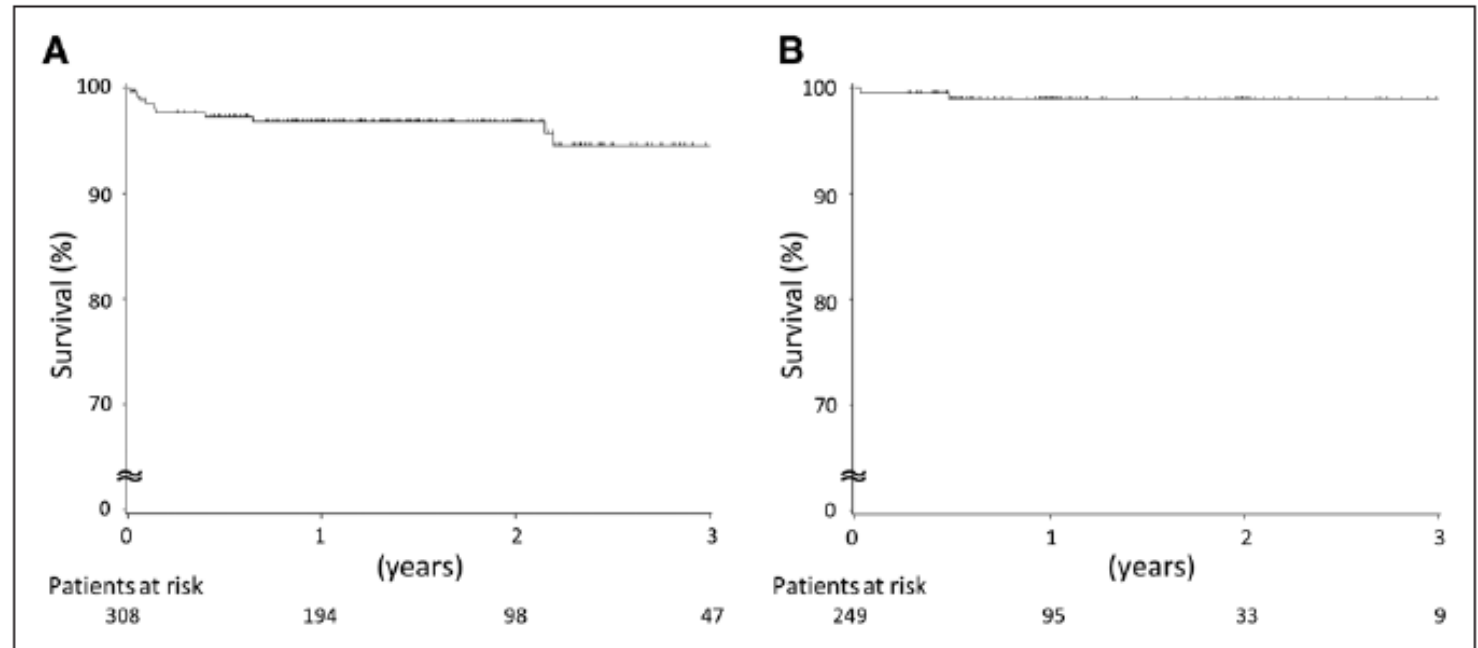 A
100
90
80
70
0
Survival (%)
0 1 2 3
(years)
Patients at risk
308 194 98 47
B
100
90
80
70
0
Survival (%)
0 1 2 3
(years)
Patients at risk
249 95 33 9